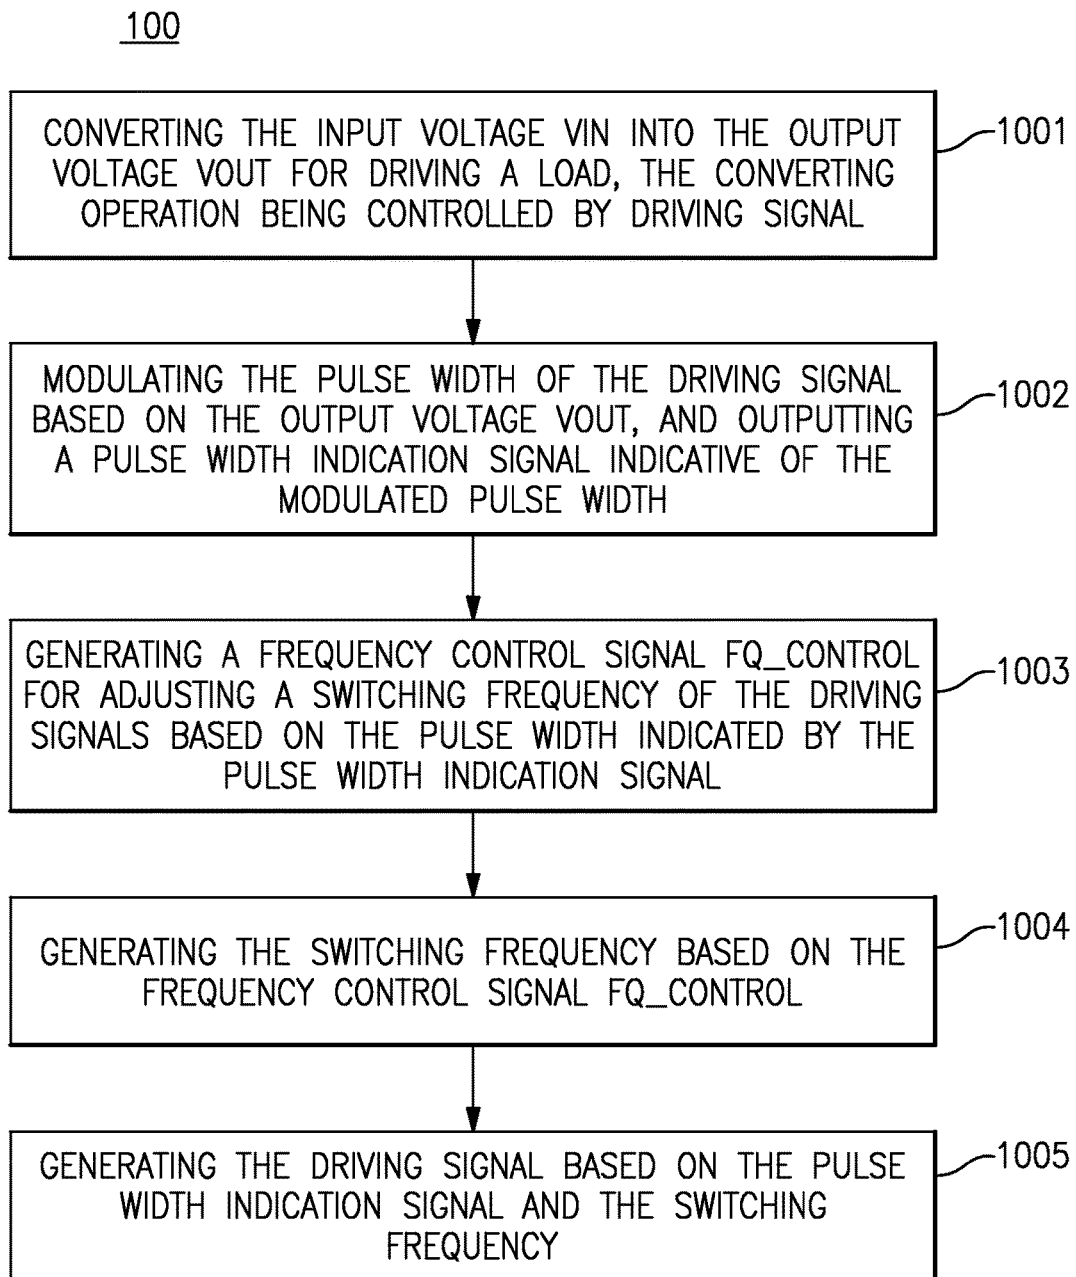 100
CONVERTING THE INPUT VOLTAGE VIN INTO THE OUTPUT
VOLTAGE VOUT FOR DRIVING A LOAD, THE CONVERTING
OPERATION BEING CONTROLLED BY DRIVING SIGNAL
1001
MODULATING THE PULSE WIDTH OF THE DRIVING SIGNAL
BASED ON THE OUTPUT VOLTAGE VOUT, AND OUTPUTTING
A PULSE WIDTH INDICATION SIGNAL INDICATIVE OF THE
MODULATED PULSE WIDTH
1002
GENERATING A FREQUENCY CONTROL SIGNAL FQ_CONTROL
FOR ADJUSTING A SWITCHING FREQUENCY OF THE DRIVING
SIGNALS BASED ON THE PULSE WIDTH INDICATED BY THE
PULSE WIDTH INDICATION SIGNAL
1003
GENERATING THE SWITCHING FREQUENCY BASED ON THE
FREQUENCY CONTROL SIGNAL FQ_CONTROL
1004
GENERATING THE DRIVING SIGNAL BASED ON THE PULSE
WIDTH INDICATION SIGNAL AND THE SWITCHING
FREQUENCY
1005